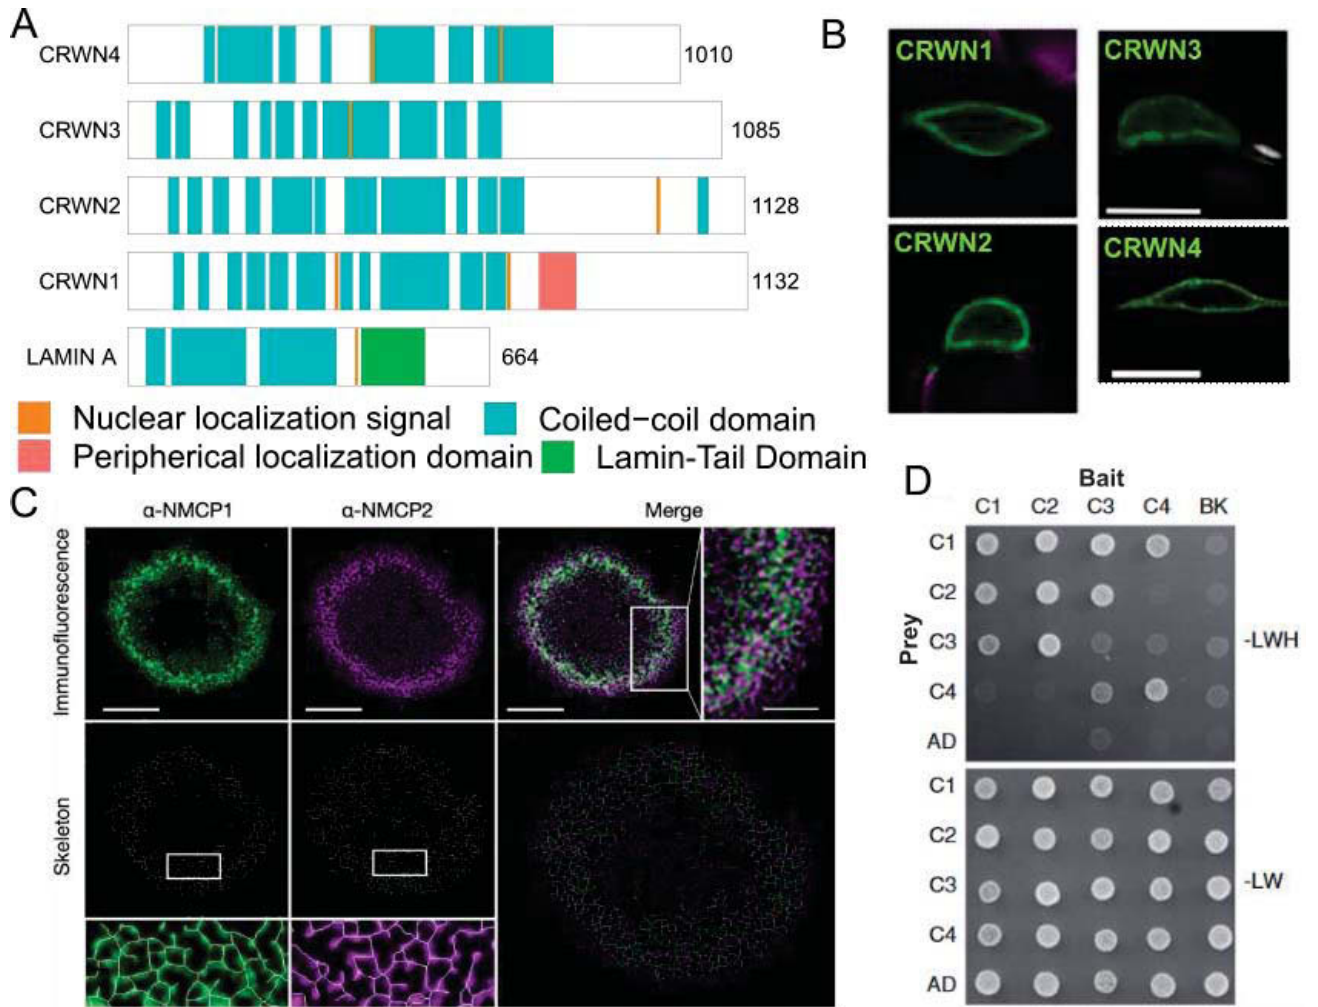 A
CRWN4
1010
CRWN3
1085
CRWN2
1128
CRWN1
1132
LAMIN A
664
Nuclear localization signal
Coiled−coil domain
Peripherical localization domain
Lamin-Tail Domain
B
CRWN1
CRWN3
CRWN2
CRWN4
C
α-NMCP1
α-NMCP2
Merge
Immunofluorescence
Skeleton
D
Bait
C1 C2 C3 C4 BK
Prey
C1
C2
C3
C4
AD
-LWH
C1
C2
C3
C4
AD
-LW